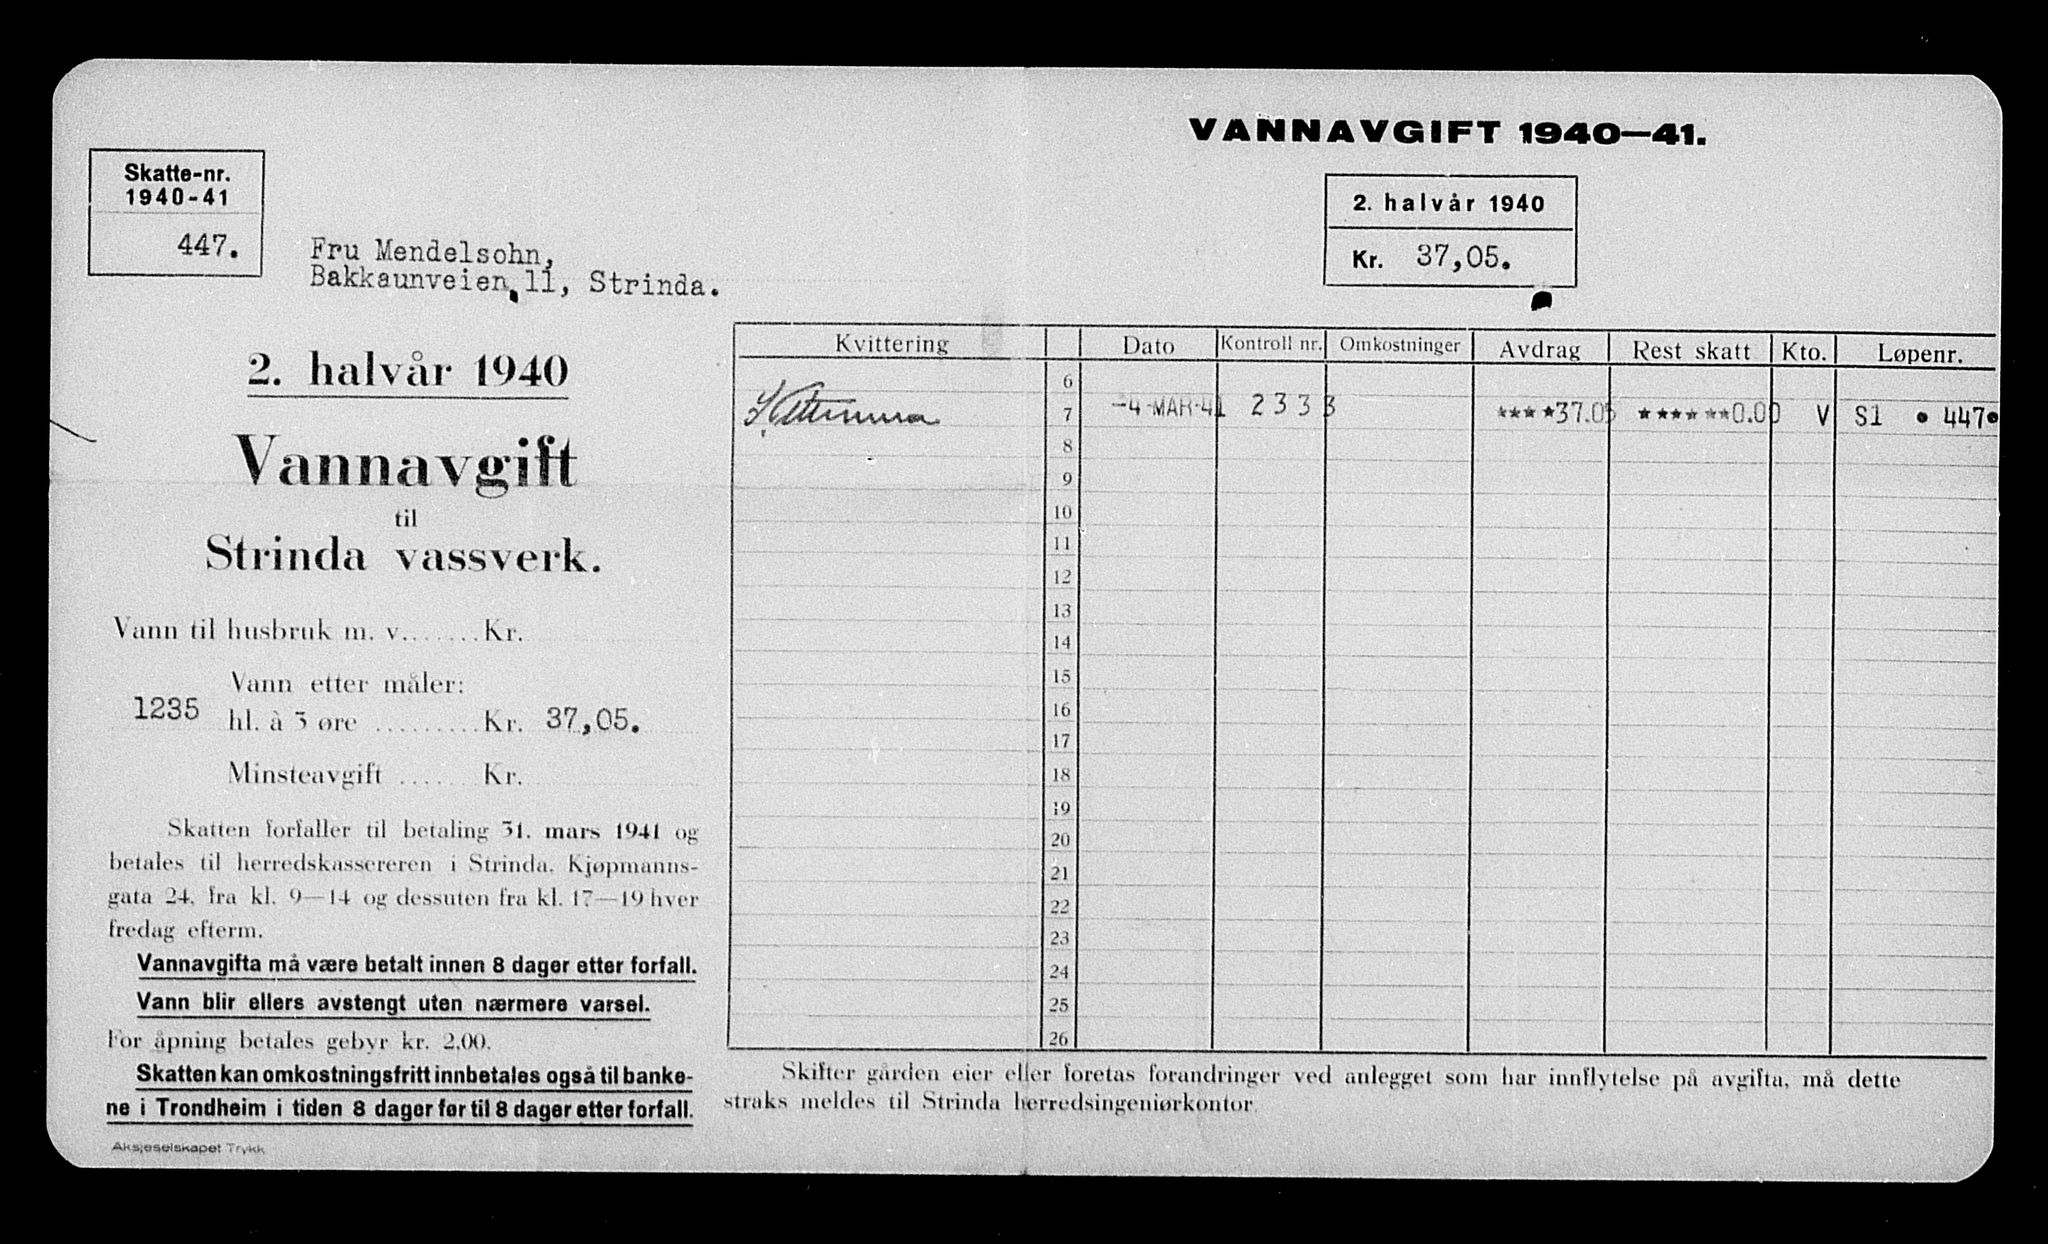 Skatte-nr.
1940-41
447.
Fru Mendelsohn,
Bakkaunveien 11, Strinda.
2. halvår 1940
Vannavgift
til
Strinda vassverk.
Vann til husbruk m. v....... Kr.
Vann etter måler:
1235 hl. à 3 øre ......... Kr. 37,05.
Minsteavgift ...... Kr.
Skatten forfaller til betaling 31. mars 1941 og
betales til herredskassereren i Strinda, Kjøpmanns-
gata 24, fra kl. 9—14 og dessuten fra kl. 17—19 hver
fredag efterm.
Vannavgifta må være betalt innen 8 dager etter forfall.
Vann blir ellers avstengt uten nærmere varsel.
For åpning betales gebyr kr. 2,00.
Skatten kan omkostningsfritt innbetales også til banke-
ne i Trondheim i tiden 8 dager før til 8 dager etter forfall.
Aksjeselskapet Trykk
VANNAVGIFT 1940—41.
2. halvår 1940
Kr. 37,05.
Kvittering Dato Kontroll nr. Omkostninger Avdrag Rest skatt Kto. Løpenr.
6
7 -4-MAR-41 2333 ****37.05 ******0.00 V S1 • 447•
8
9
10
11
12
13
14
15
16
17
18
19
20
21
22
23
24
25
26
Skifter gården eier eller foretas forandringer ved anlegget som har innflytelse på avgifta, må dette
straks meldes til Strinda herredsingeniørkontor.